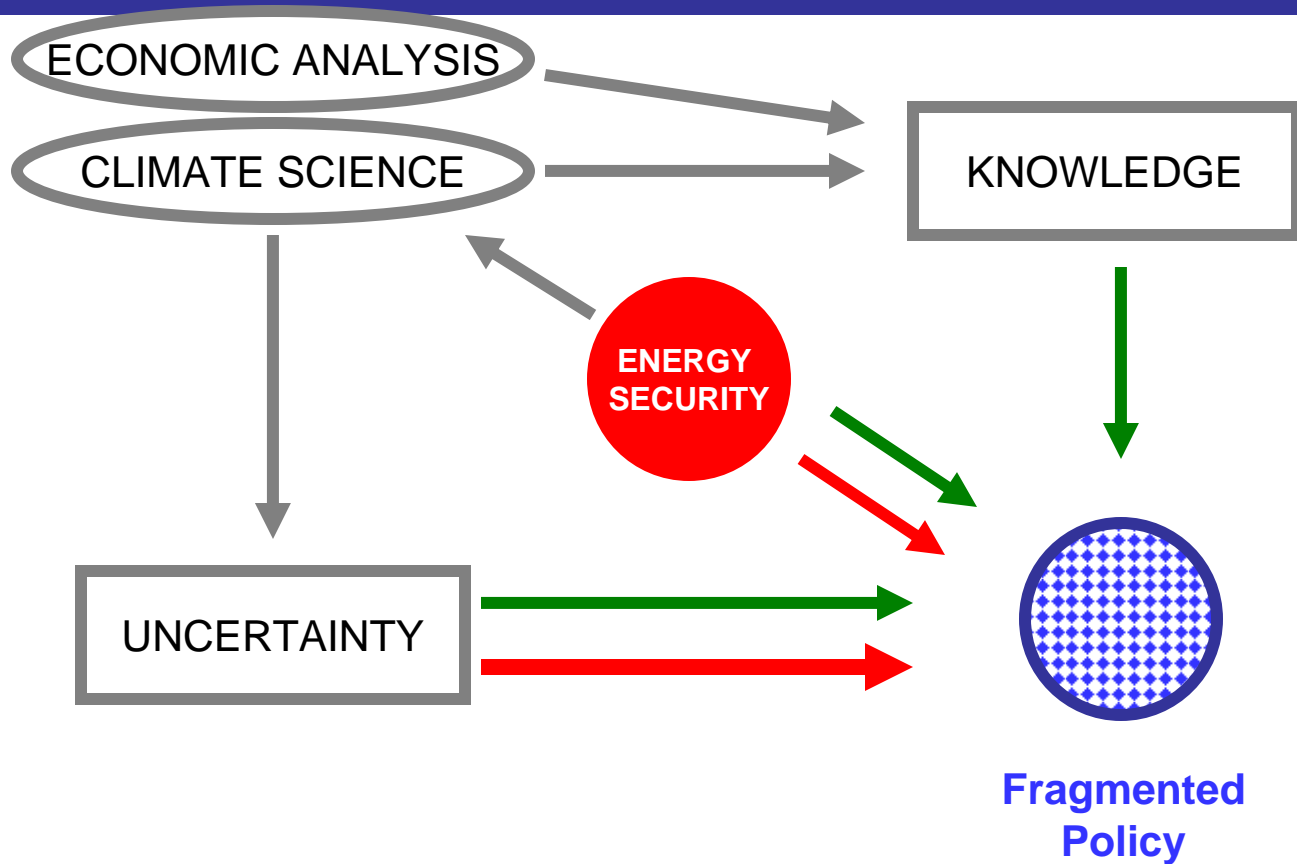 ECONOMIC ANALYSIS
CLIMATE SCIENCE
KNOWLEDGE
ENERGY
SECURITY
UNCERTAINTY
Fragmented
Policy